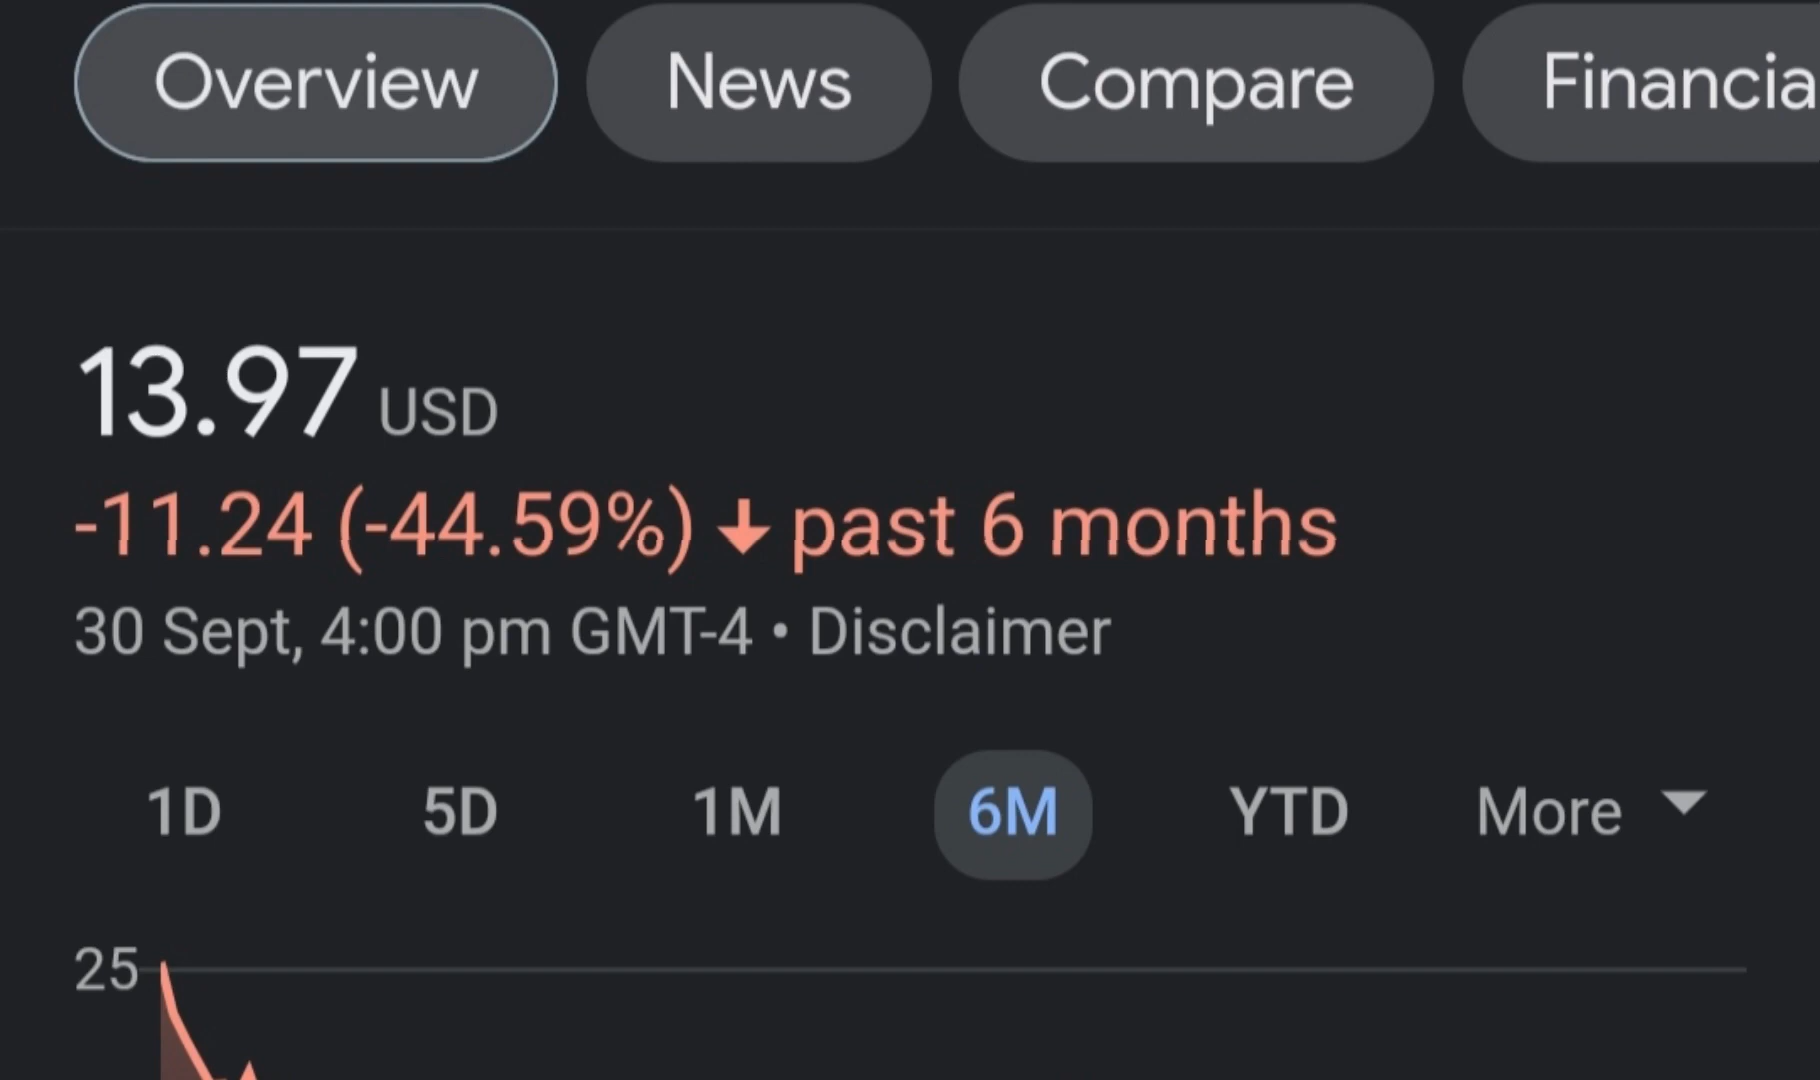 Overview News Compare Financia
13.97 USD
-11.24 (-44.59%) ↓ past 6 months
30 Sept, 4:00 pm GMT-4 • Disclaimer
1D 5D 1M 6M YTD More
25